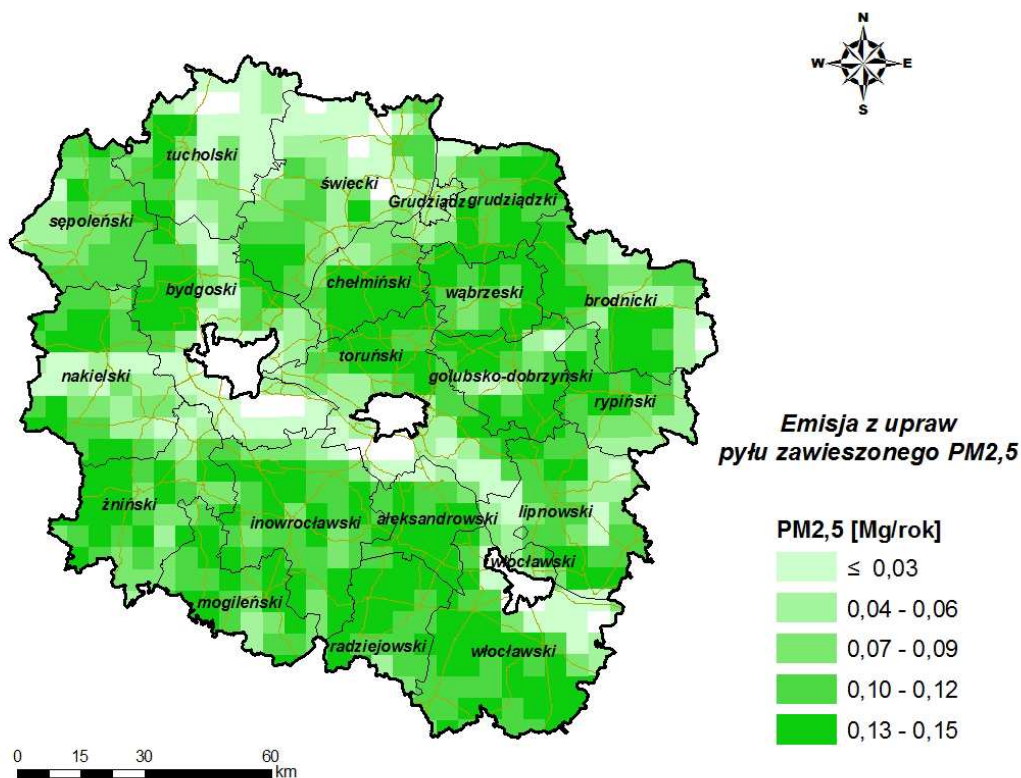 N
W E
S
tucholski
świecki
Grudziądz
grudziądzki
sępoleński
bydgoski
chełmiński
wąbrzeski
brodnicki
toruński
nakielski
golubsko-dobrzyński
rypiński
Emisja z upraw
pyłu zawieszonego PM2,5
żniński
inowrocławski
aleksandrowski
lipnowski
włocławski
mogileński
radziejowski
włocławski
PM2,5 [Mg/rok]
≤ 0,03
0,04 - 0,06
0,07 - 0,09
0,10 - 0,12
0,13 - 0,15
0 15 30 60
km